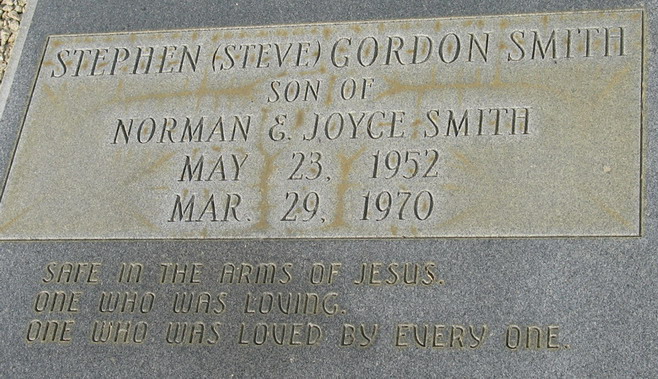 STEPHEN (STEVE) GORDON SMITH
SON OF
NORMAN & JOYCE SMITH
MAY 23, 1952
MAR. 29, 1970
SAFE IN THE ARMS OF JESUS.
ONE WHO WAS LOVING.
ONE WHO WAS LOVED BY EVERY ONE.